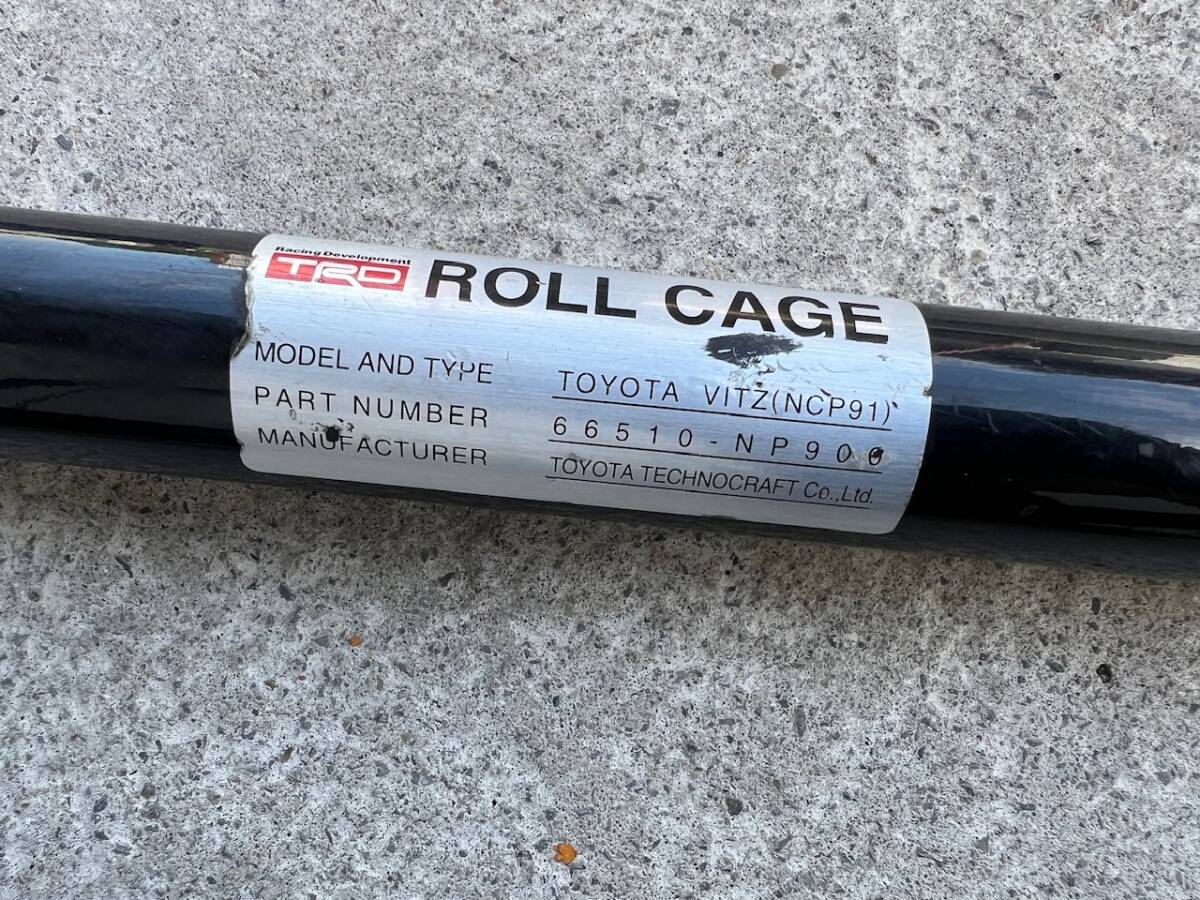 Racing Development
TRD ROLL CAGE
MODEL AND TYPE TOYOTA VITZ(NCP91)
PART NUMBER 66510-NP900
MANUFACTURER TOYOTA TECHNOCRAFT Co.,Ltd.